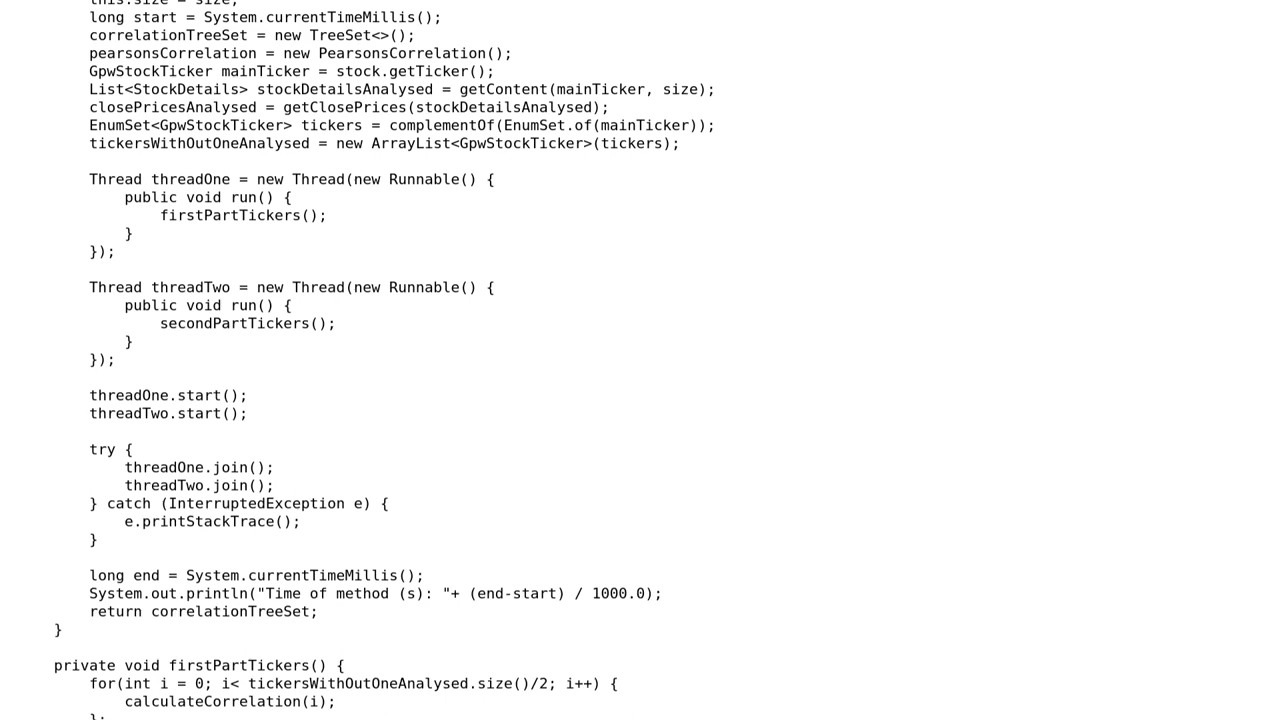 this.size = size;
long start = System.currentTimeMillis();
correlationTreeSet = new TreeSet<>();
pearsonsCorrelation = new PearsonsCorrelation();
GpwStockTicker mainTicker = stock.getTicker();
List<StockDetails> stockDetailsAnalysed = getContent(mainTicker, size);
closePricesAnalysed = getClosePrices(stockDetailsAnalysed);
EnumSet<GpwStockTicker> tickers = complementOf(EnumSet.of(mainTicker));
tickersWithOutOneAnalysed = new ArrayList<GpwStockTicker>(tickers);
Thread threadOne = new Thread(new Runnable() {
public void run() {
firstPartTickers();
}
});
Thread threadTwo = new Thread(new Runnable() {
public void run() {
secondPartTickers();
}
});
threadOne.start();
threadTwo.start();
try {
threadOne.join();
threadTwo.join();
} catch (InterruptedException e) {
e.printStackTrace();
}
long end = System.currentTimeMillis();
System.out.println("Time of method (s): "+ (end-start) / 1000.0);
return correlationTreeSet;
}
private void firstPartTickers() {
for(int i = 0; i< tickersWithOutOneAnalysed.size()/2; i++) {
calculateCorrelation(i);
};